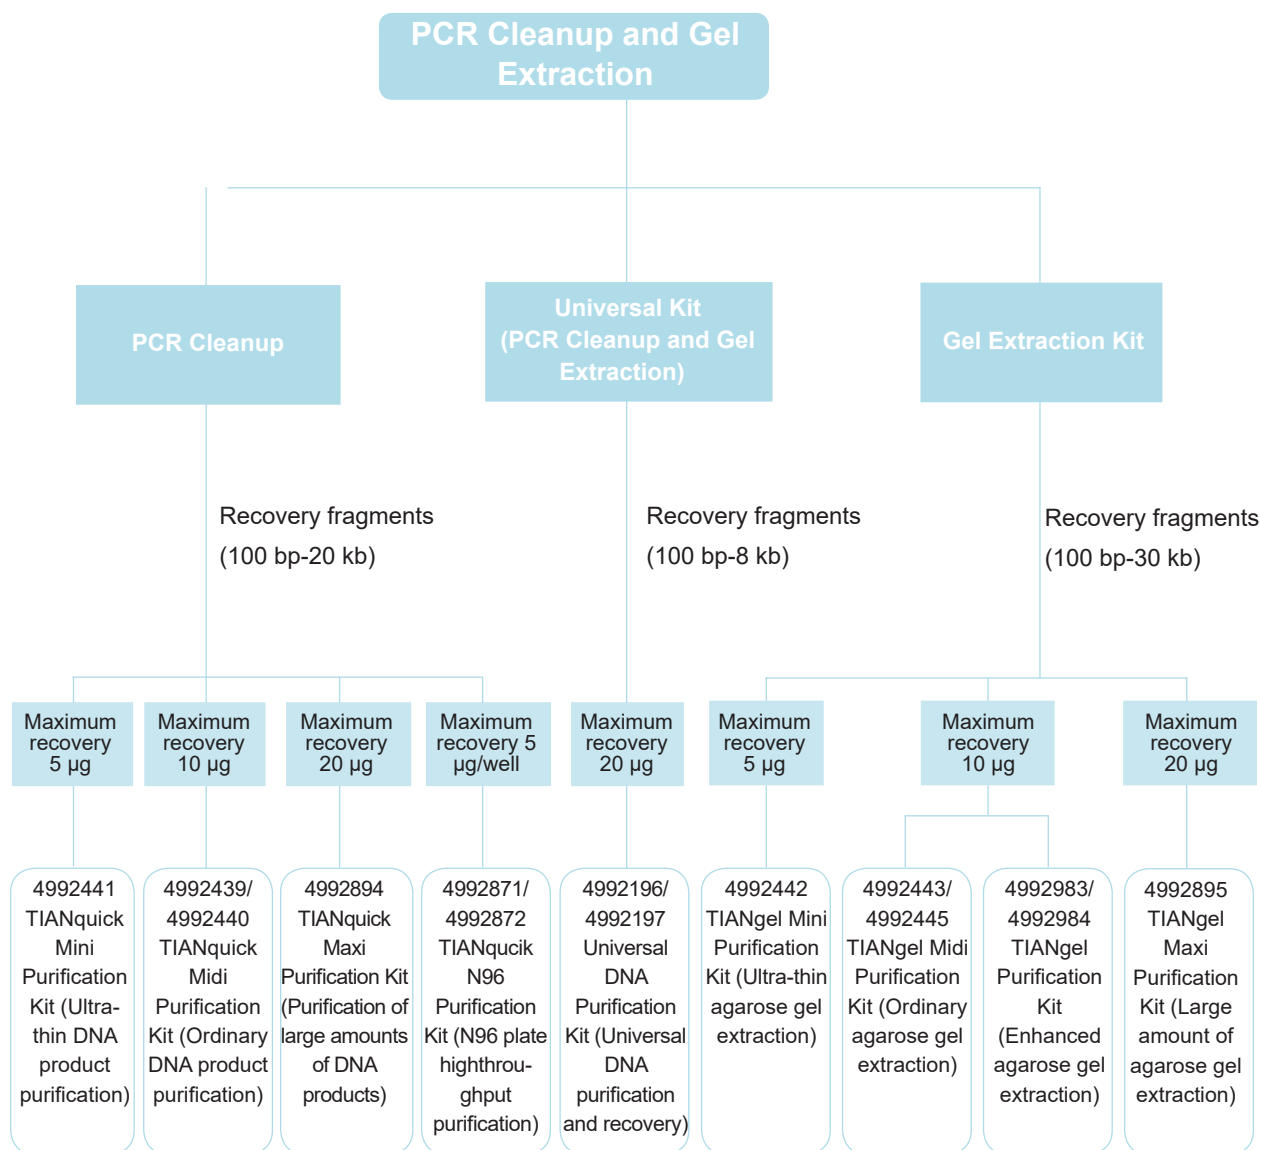 PCR Cleanup and Gel
Extraction
PCR Cleanup
Universal Kit
(PCR Cleanup and Gel
Extraction)
Gel Extraction Kit
Recovery fragments
(100 bp-20 kb)
Recovery fragments
(100 bp-8 kb)
Recovery fragments
(100 bp-30 kb)
Maximum
recovery
5 µg
Maximum
recovery
10 µg
Maximum
recovery
20 µg
Maximum
recovery 5
µg/well
Maximum
recovery
20 µg
Maximum
recovery
5 µg
Maximum
recovery
10 µg
Maximum
recovery
20 µg
4992441
TIANquick
Mini
Purification
Kit (Ultra-
thin DNA
product
purification)
4992439/
4992440
TIANquick
Midi
Purification
Kit (Ordinary
DNA product
purification)
4992894
TIANquick
Maxi
Purification Kit
(Purification of
large amounts
of DNA
products)
4992871/
4992872
TIANqucik
N96
Purification
Kit (N96 plate
highthrou-
ghput
purification)
4992196/
4992197
Universal
DNA
Purification
Kit (Universal
DNA
purification
and recovery)
4992442
TIANgel Mini
Purification
Kit (Ultra-thin
agarose gel
extraction)
4992443/
4992445
TIANgel Midi
Purification
Kit (Ordinary
agarose gel
extraction)
4992983/
4992984
TIANgel
Purification
Kit
(Enhanced
agarose gel
extraction)
4992895
TIANgel
Maxi
Purification
Kit (Large
amount of
agarose gel
extraction)